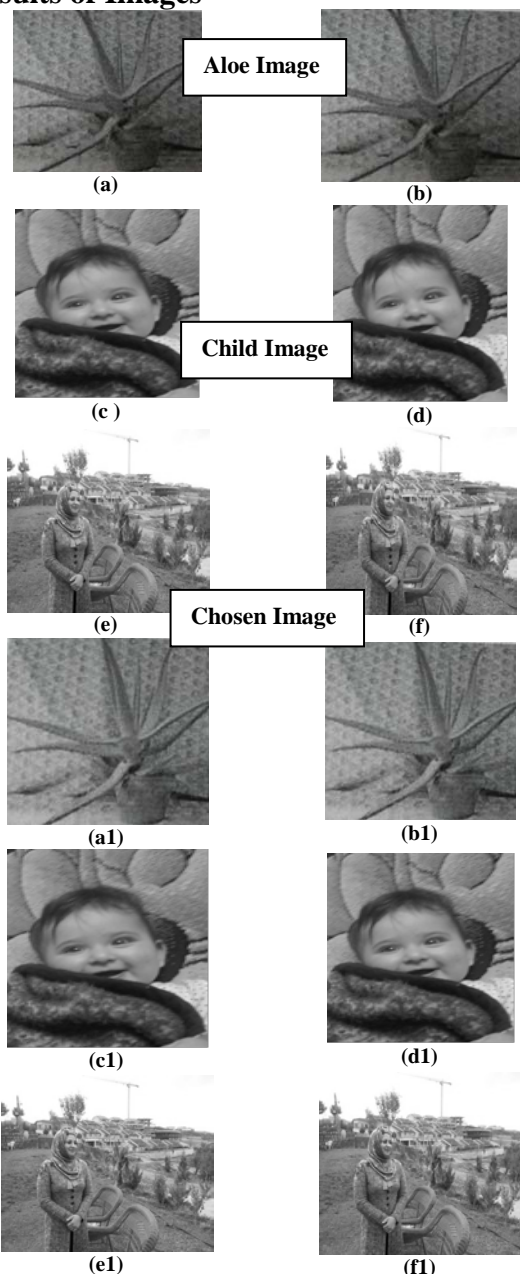 sults of Images
Aloe Image
(a)
(b)
Child Image
(c )
(d)
(e)
Chosen Image
(f)
(a1)
(b1)
(c1)
(d1)
(e1)
(f1)